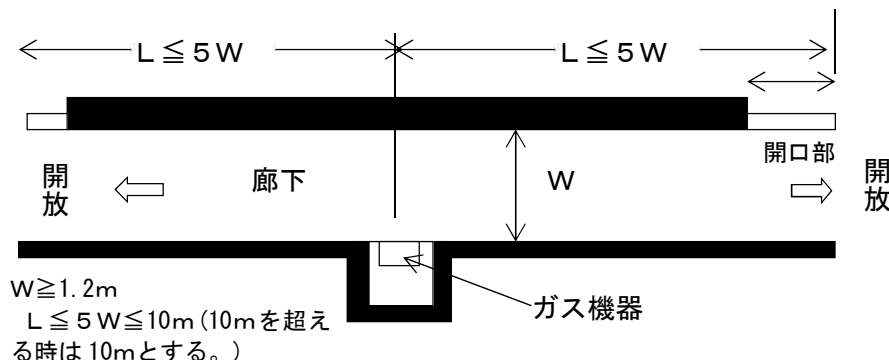 L≦5W
L≦5W
開口部
開放
廊下
W
開放
ガス機器
W≧1.2m
L≦5W≦10m(10mを超え
る時は10mとする。)